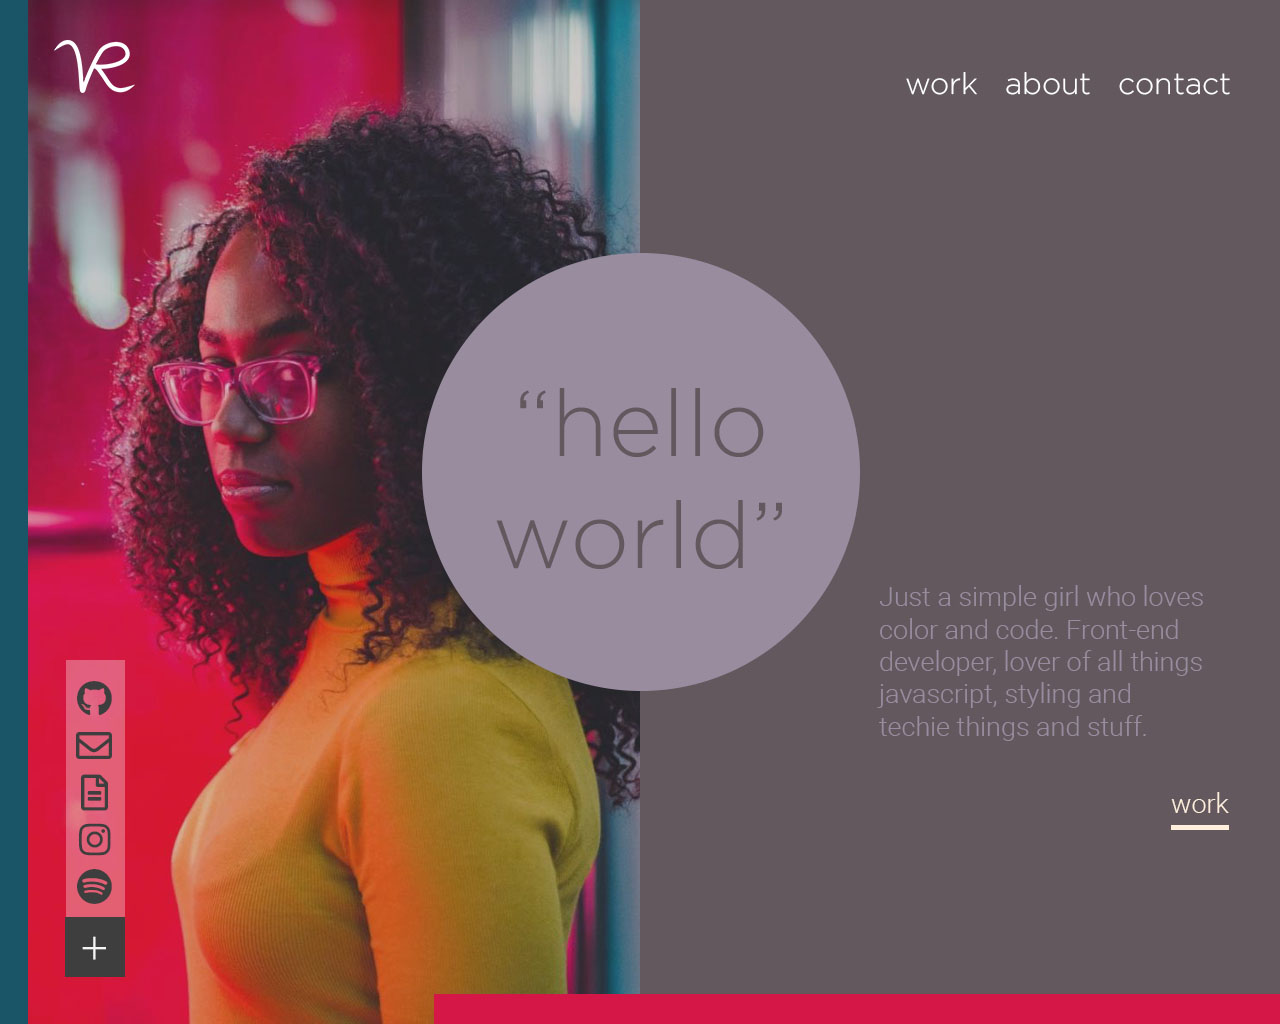 VR
work about contact
“hello
world”
Just a simple girl who loves
color and code. Front-end
developer, lover of all things
javascript, styling and
techie things and stuff.
work